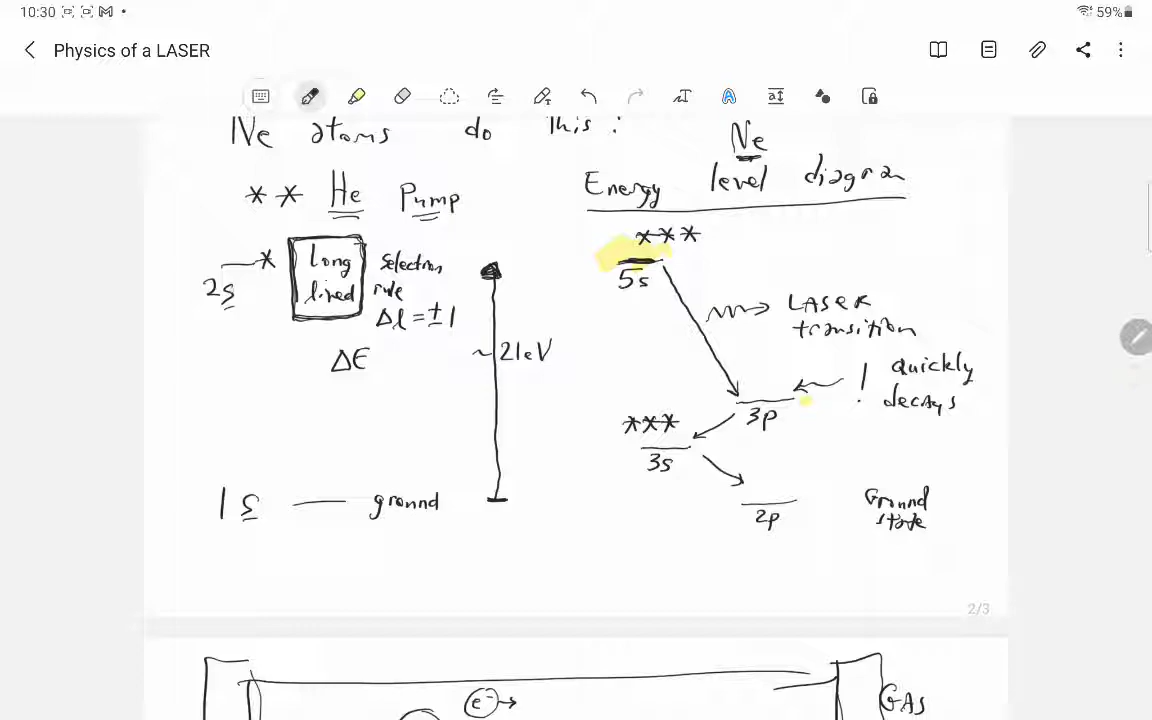 10:30
59%
Physics of a LASER
Ne atoms do This:
** He Pump
2s * Long lived
selection rule
Δl = ±1
ΔE
~21eV
1s ground
Ne
Energy level diagram
***
5s
LASER transition
! Quickly decays
3p
***
3s
2p
Ground state
2/3
e⁻
GAS